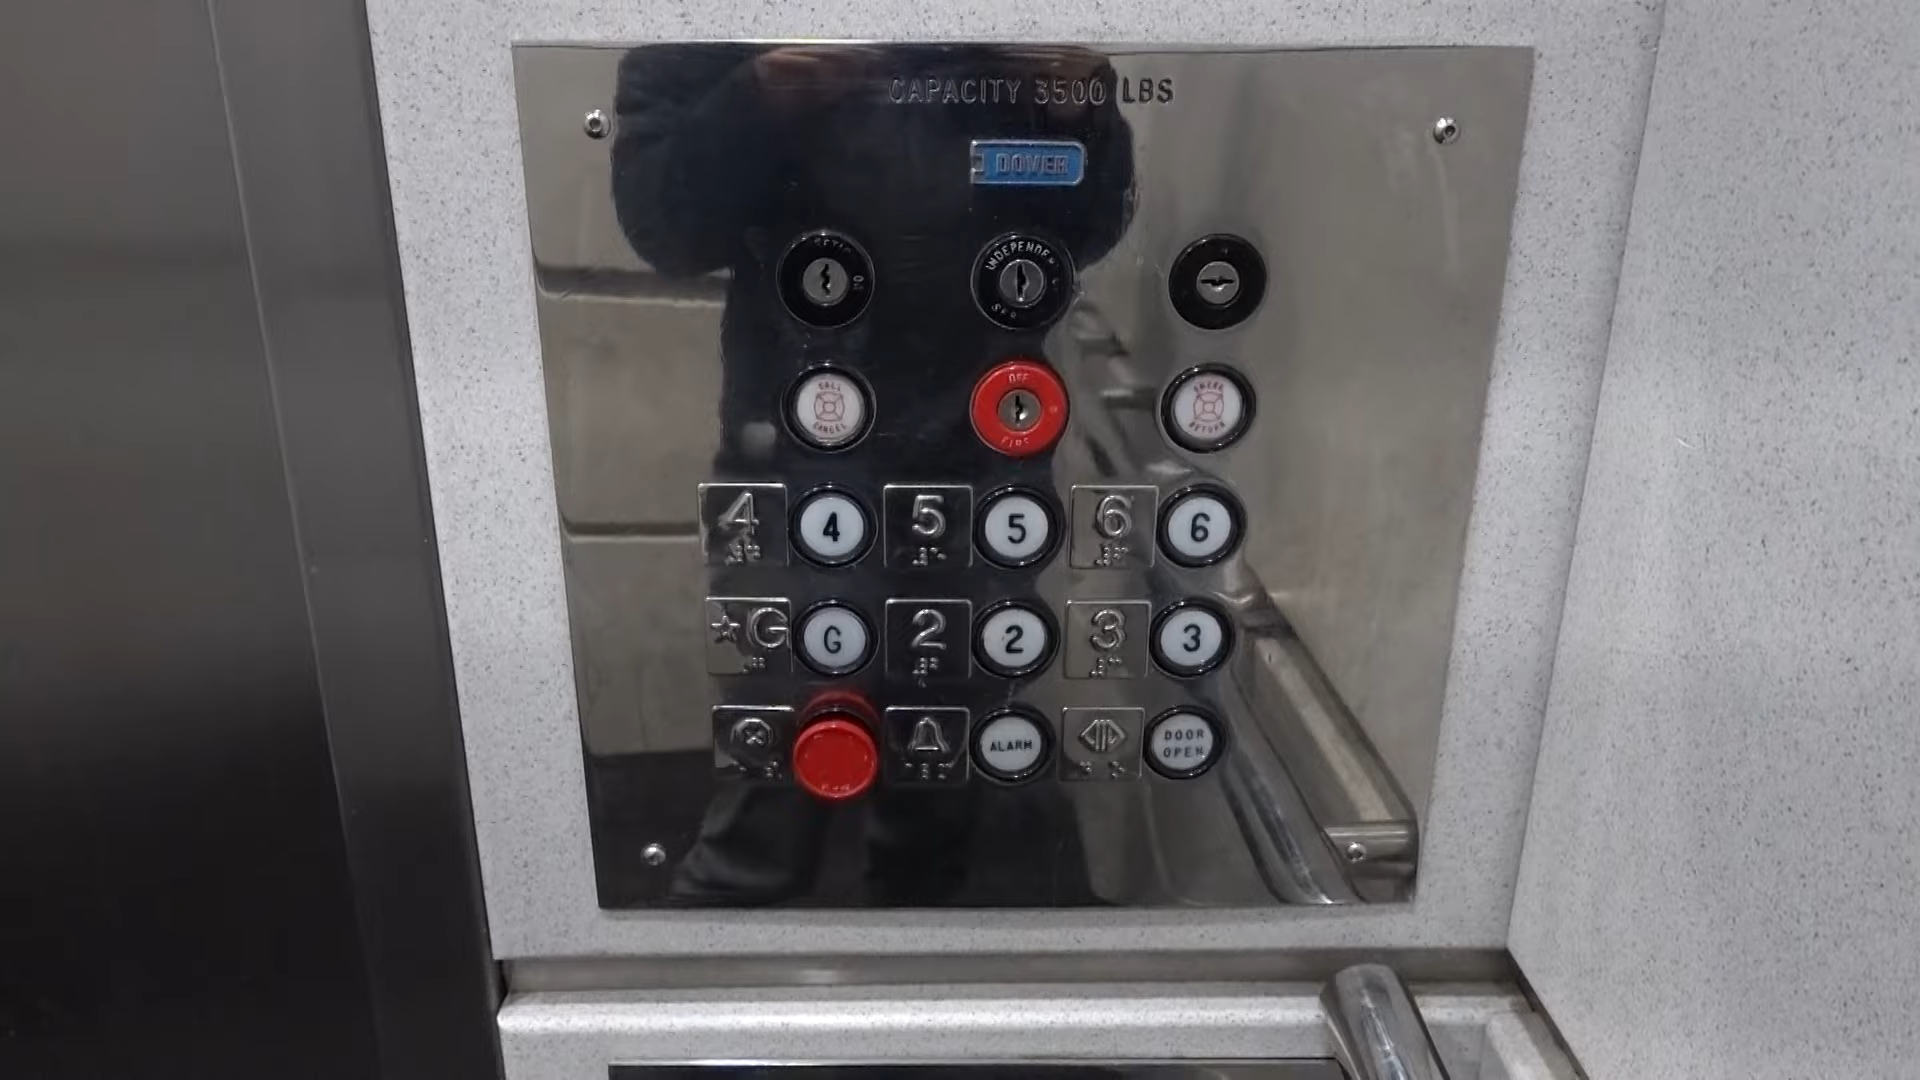 CAPACITY 3500 LBS
DOVER
INDEPENDENT
OFF
FIRE
CALL
CANCEL
4 4 5 5 6 6
☆G G 2 2 3 3
ALARM
DOOR
OPEN